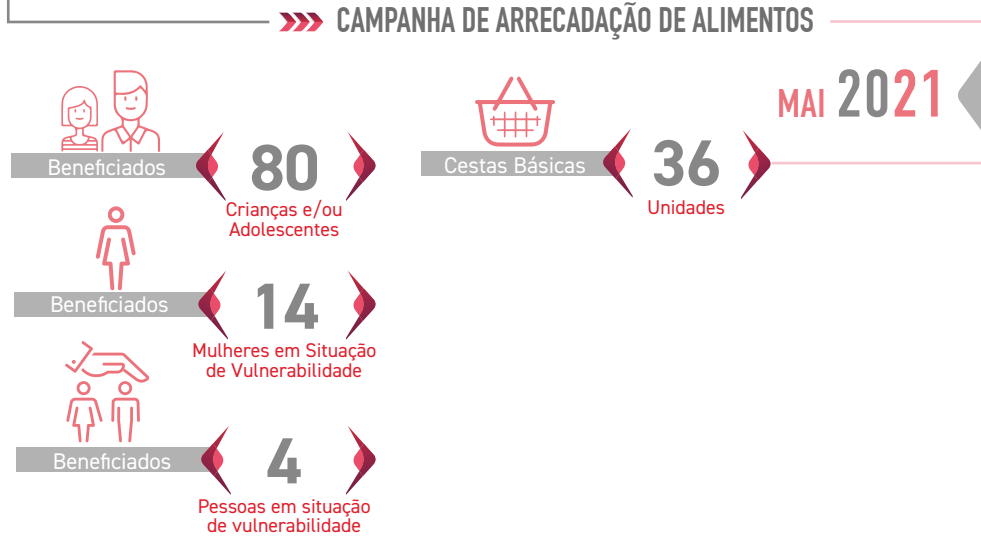 CAMPANHA DE ARRECADAÇÃO DE ALIMENTOS
MAI 2021
Beneficiados
80
Crianças e/ou
Adolescentes
Cestas Básicas
36
Unidades
Beneficiados
14
Mulheres em Situação
de Vulnerabilidade
Beneficiados
4
Pessoas em situação
de vulnerabilidade